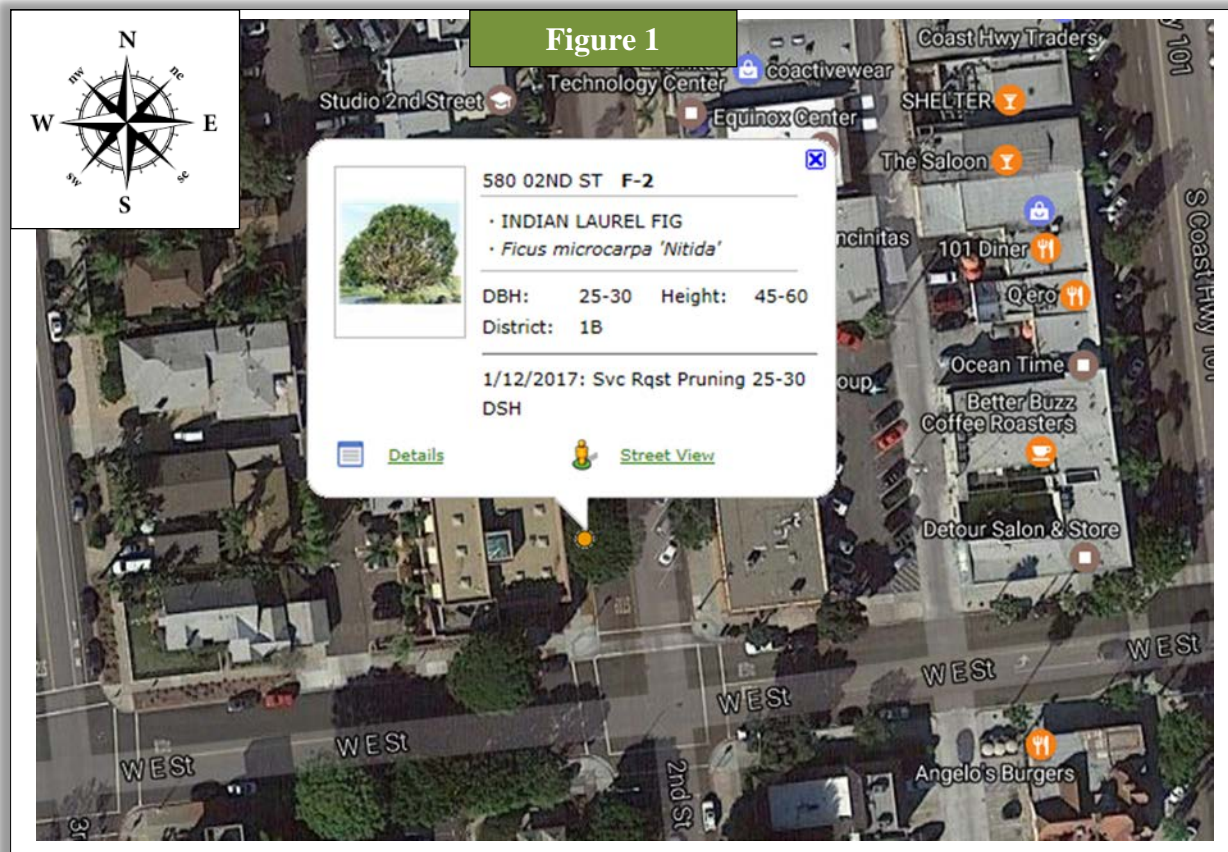 Figure 1
N
nw
ne
W
E
sw
se
S
Coast Hwy Traders
coactivewear
Technology Center
Studio 2nd Street
SHELTER
Equinox Center
The Saloon
580 02ND ST F-2
· INDIAN LAUREL FIG
· Ficus microcarpa 'Nitida'
DBH: 25-30 Height: 45-60
District: 1B
1/12/2017: Svc Rqst Pruning 25-30
DSH
Details
Street View
ncinitas
101 Diner
Q'ero
S Coast Hwy 101
Ocean Time
oup
Better Buzz
Coffee Roasters
Detour Salon & Store
W E St
W E St
W E St
W E St
W E St
Angelo's Burgers
2nd St
3r
y 101